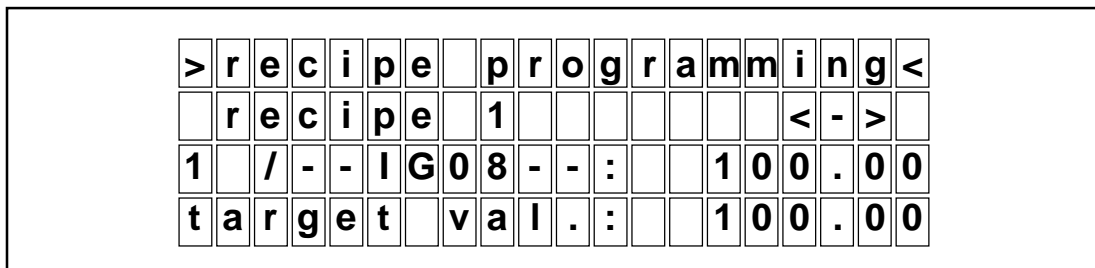 >recipe programming<
recipe 1 <->
1 /--IG08--: 100.00
target val.: 100.00